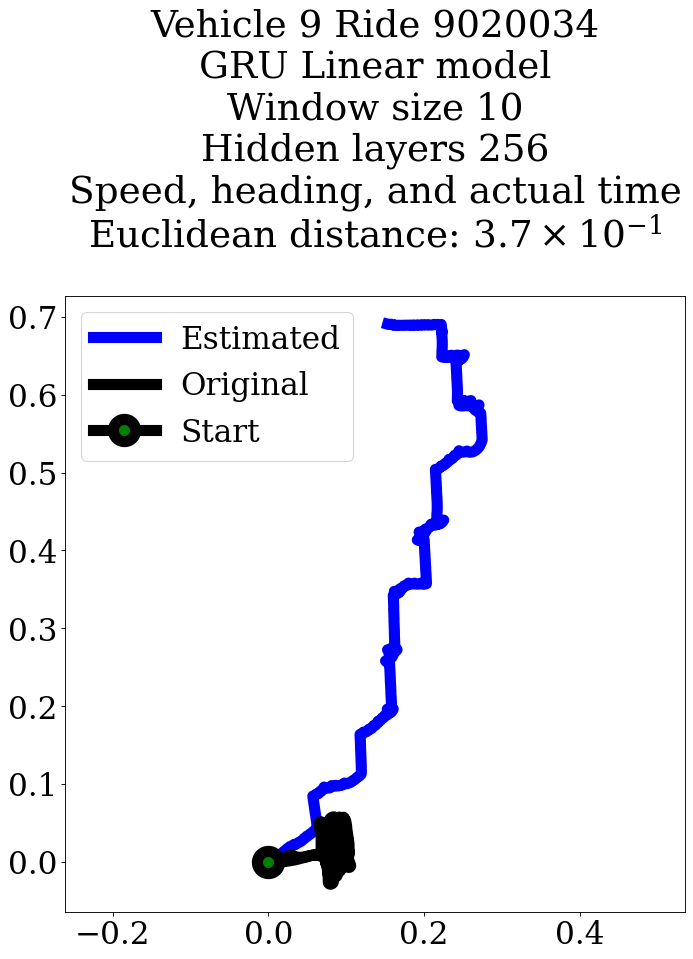 Vehicle 9 Ride 9020034
GRU Linear model
Window size 10
Hidden layers 256
Speed, heading, and actual time
Euclidean distance: 3.7 × 10⁻¹
Estimated
Original
Start
0.7
0.6
0.5
0.4
0.3
0.2
0.1
0.0
−0.2 0.0 0.2 0.4